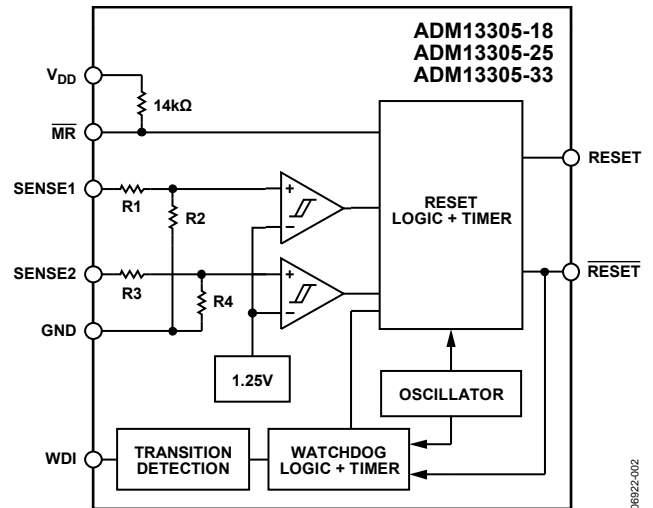 ADM13305-18
ADM13305-25
ADM13305-33
VDD
14kΩ
MR
SENSE1
R1
R2
RESET
LOGIC + TIMER
RESET
SENSE2
R3
R4
RESET
GND
1.25V
OSCILLATOR
WDI
TRANSITION
DETECTION
WATCHDOG
LOGIC + TIMER
06922-002